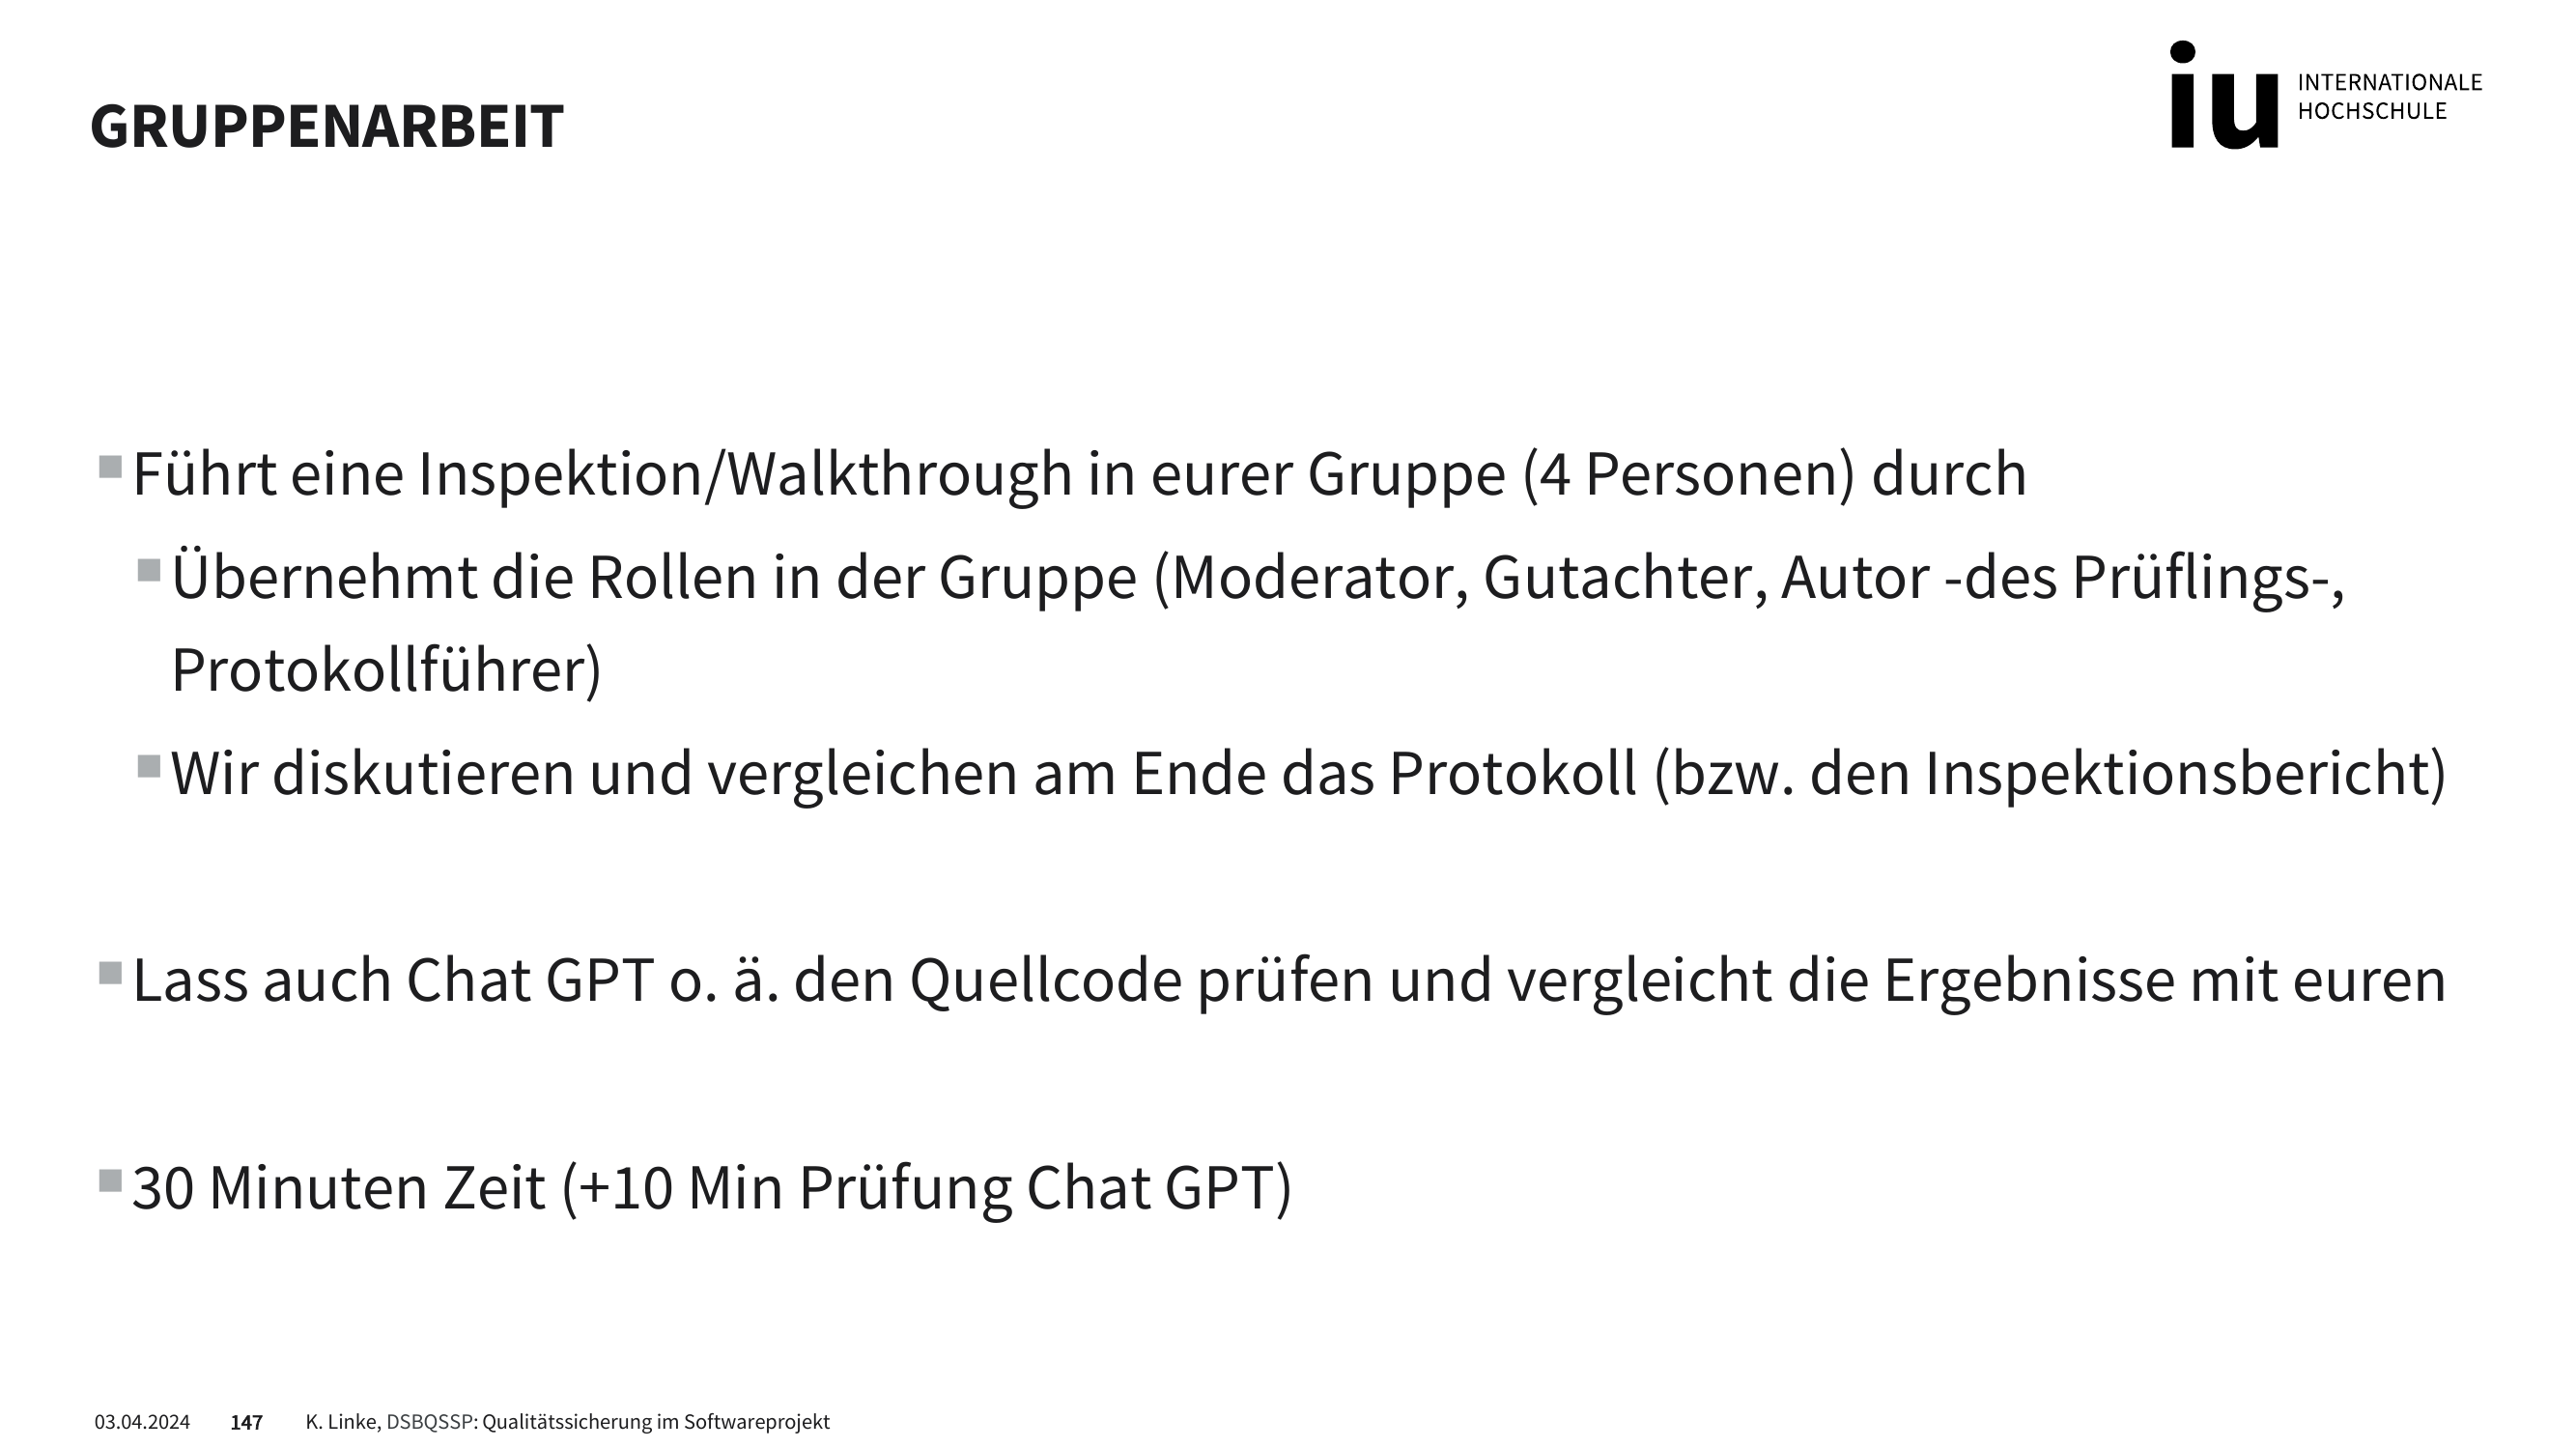 GRUPPENARBEIT
iu INTERNATIONALE
HOCHSCHULE
Führt eine Inspektion/Walkthrough in eurer Gruppe (4 Personen) durch
Übernehmt die Rollen in der Gruppe (Moderator, Gutachter, Autor -des Prüflings-,
Protokollführer)
Wir diskutieren und vergleichen am Ende das Protokoll (bzw. den Inspektionsbericht)
Lass auch Chat GPT o. ä. den Quellcode prüfen und vergleicht die Ergebnisse mit euren
30 Minuten Zeit (+10 Min Prüfung Chat GPT)
03.04.2024 147 K. Linke, DSBQSSP: Qualitätssicherung im Softwareprojekt